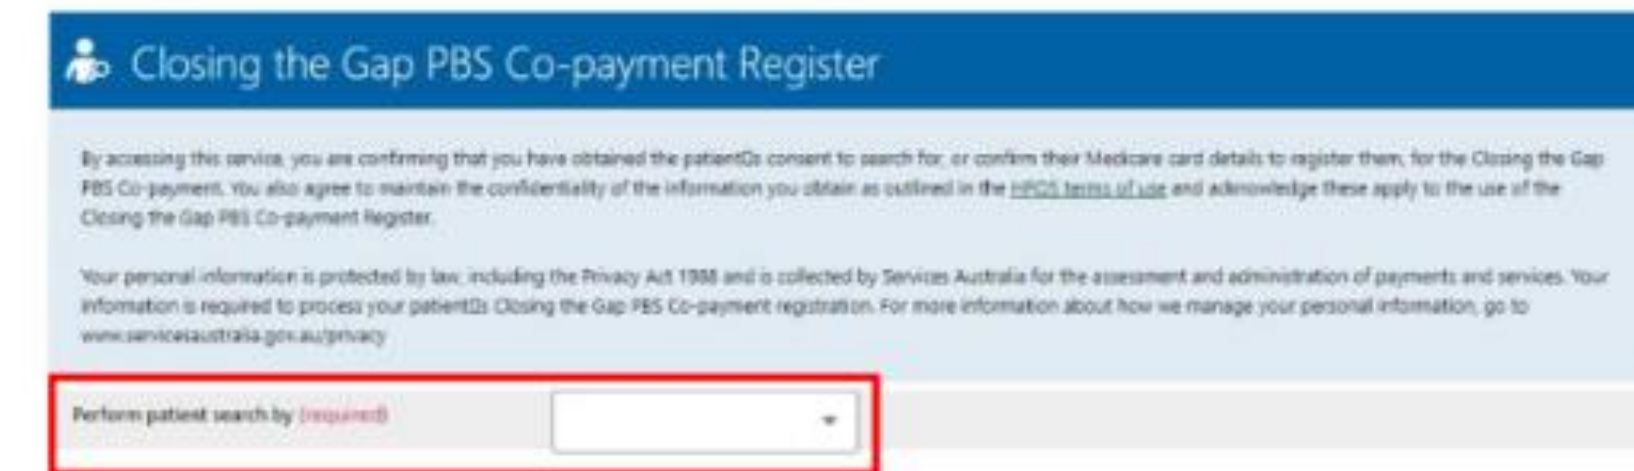 Closing the Gap PBS Co-payment Register
By accessing this service, you are confirming that you have obtained the patient□s consent to search for, or confirm their Medicare card details to register them, for the Closing the Gap
PBS Co-payment. You also agree to maintain the confidentiality of the information you obtain as outlined in the HPOS terms of use and acknowledge these apply to the use of the
Closing the Gap PBS Co-payment Register.
Your personal information is protected by law, including the Privacy Act 1988 and is collected by Services Australia for the assessment and administration of payments and services. Your
information is required to process your patient□s Closing the Gap PBS Co-payment registration. For more information about how we manage your personal information, go to
www.servicesaustralia.gov.au/privacy
Perform patient search by (required)